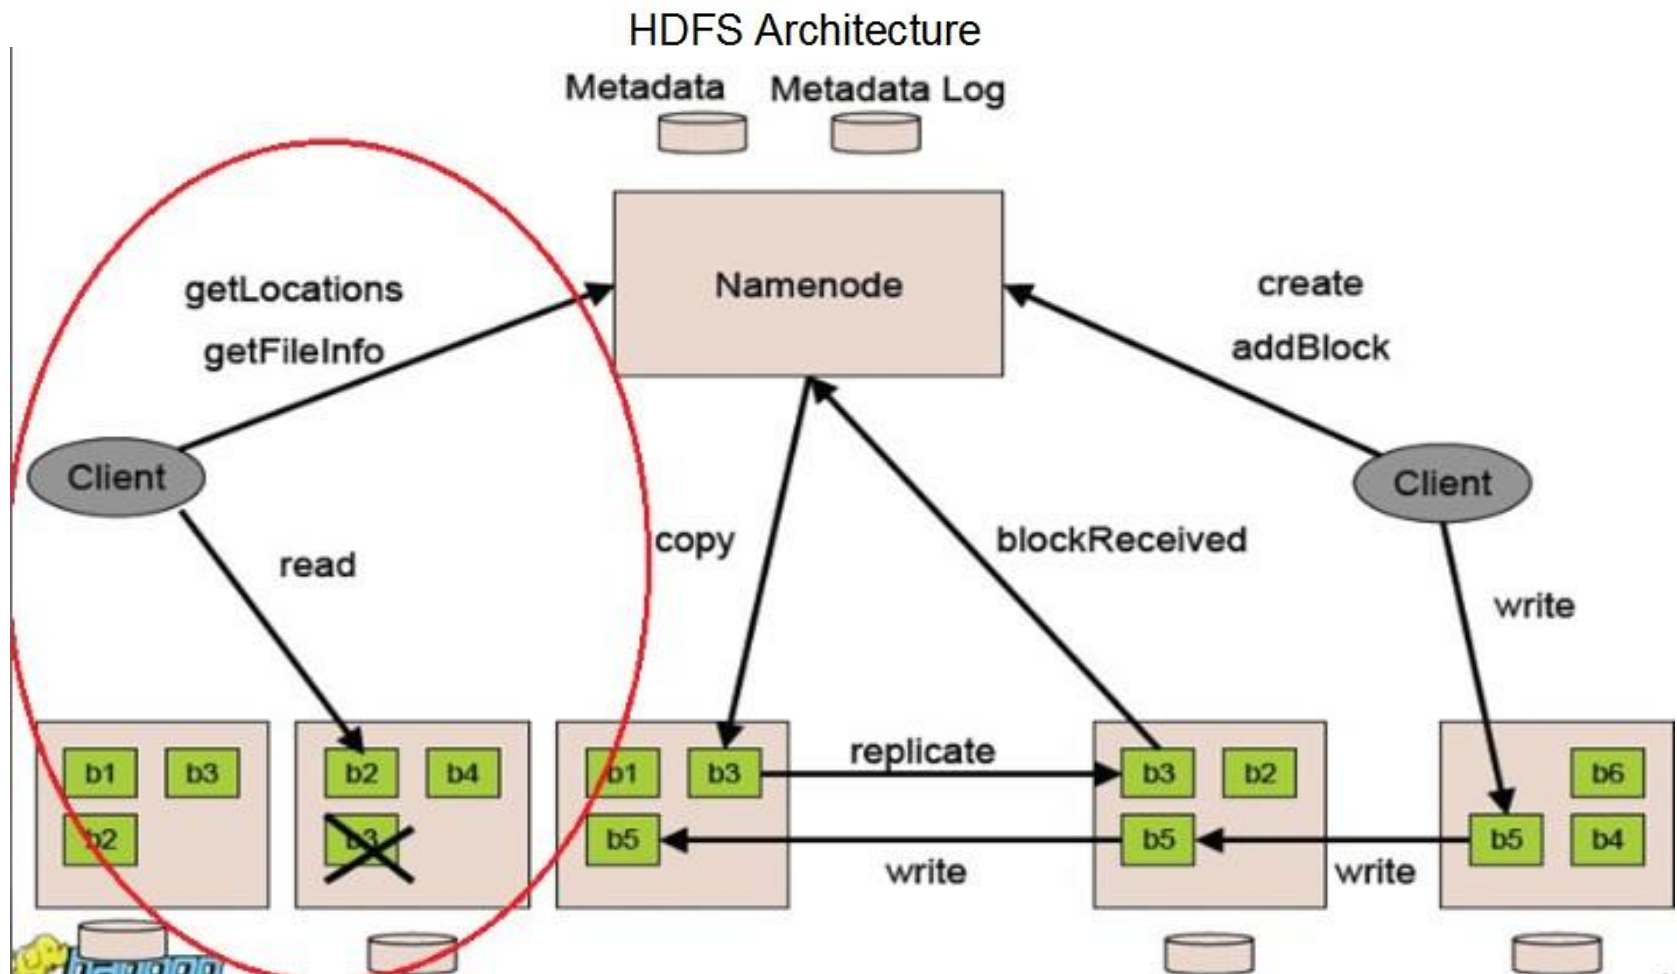 HDFS Architecture
Metadata
Metadata Log
Namenode
getLocations
getFileInfo
create
addBlock
Client
Client
read
copy
blockReceived
write
b1
b3
b2
b2
b4
b3
b1
b3
b5
replicate
write
b3
b2
b5
write
b6
b5
b4